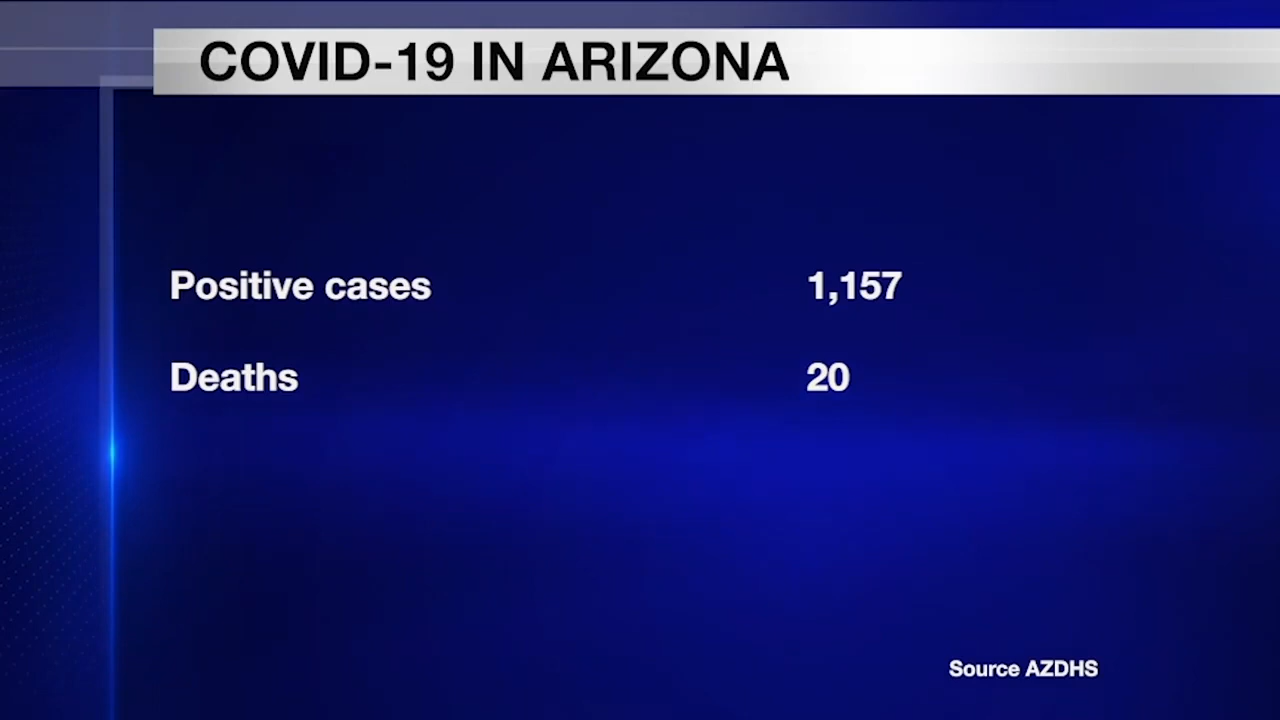 COVID-19 IN ARIZONA
Positive cases 1,157
Deaths 20
Source AZDHS